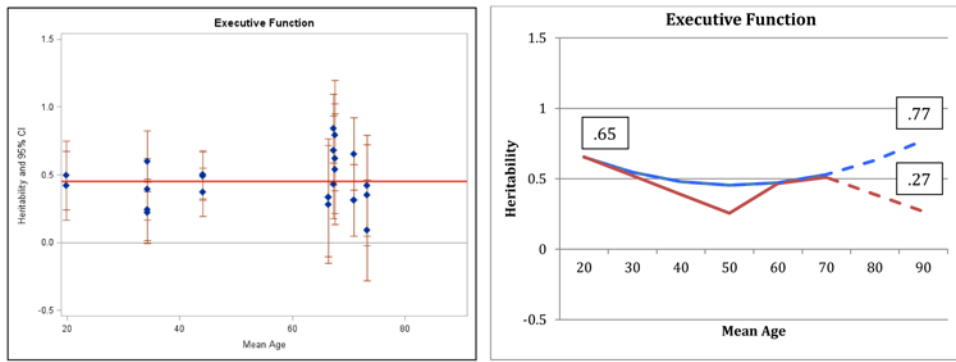 Executive Function
1.5
1.0
0.5
0.0
-0.5
20
40
60
80
Heritability and 95% CI
Mean Age
Executive Function
1.5
1
0.5
0
-0.5
20 30 40 50 60 70 80 90
.65
.77
.27
Heritability
Mean Age